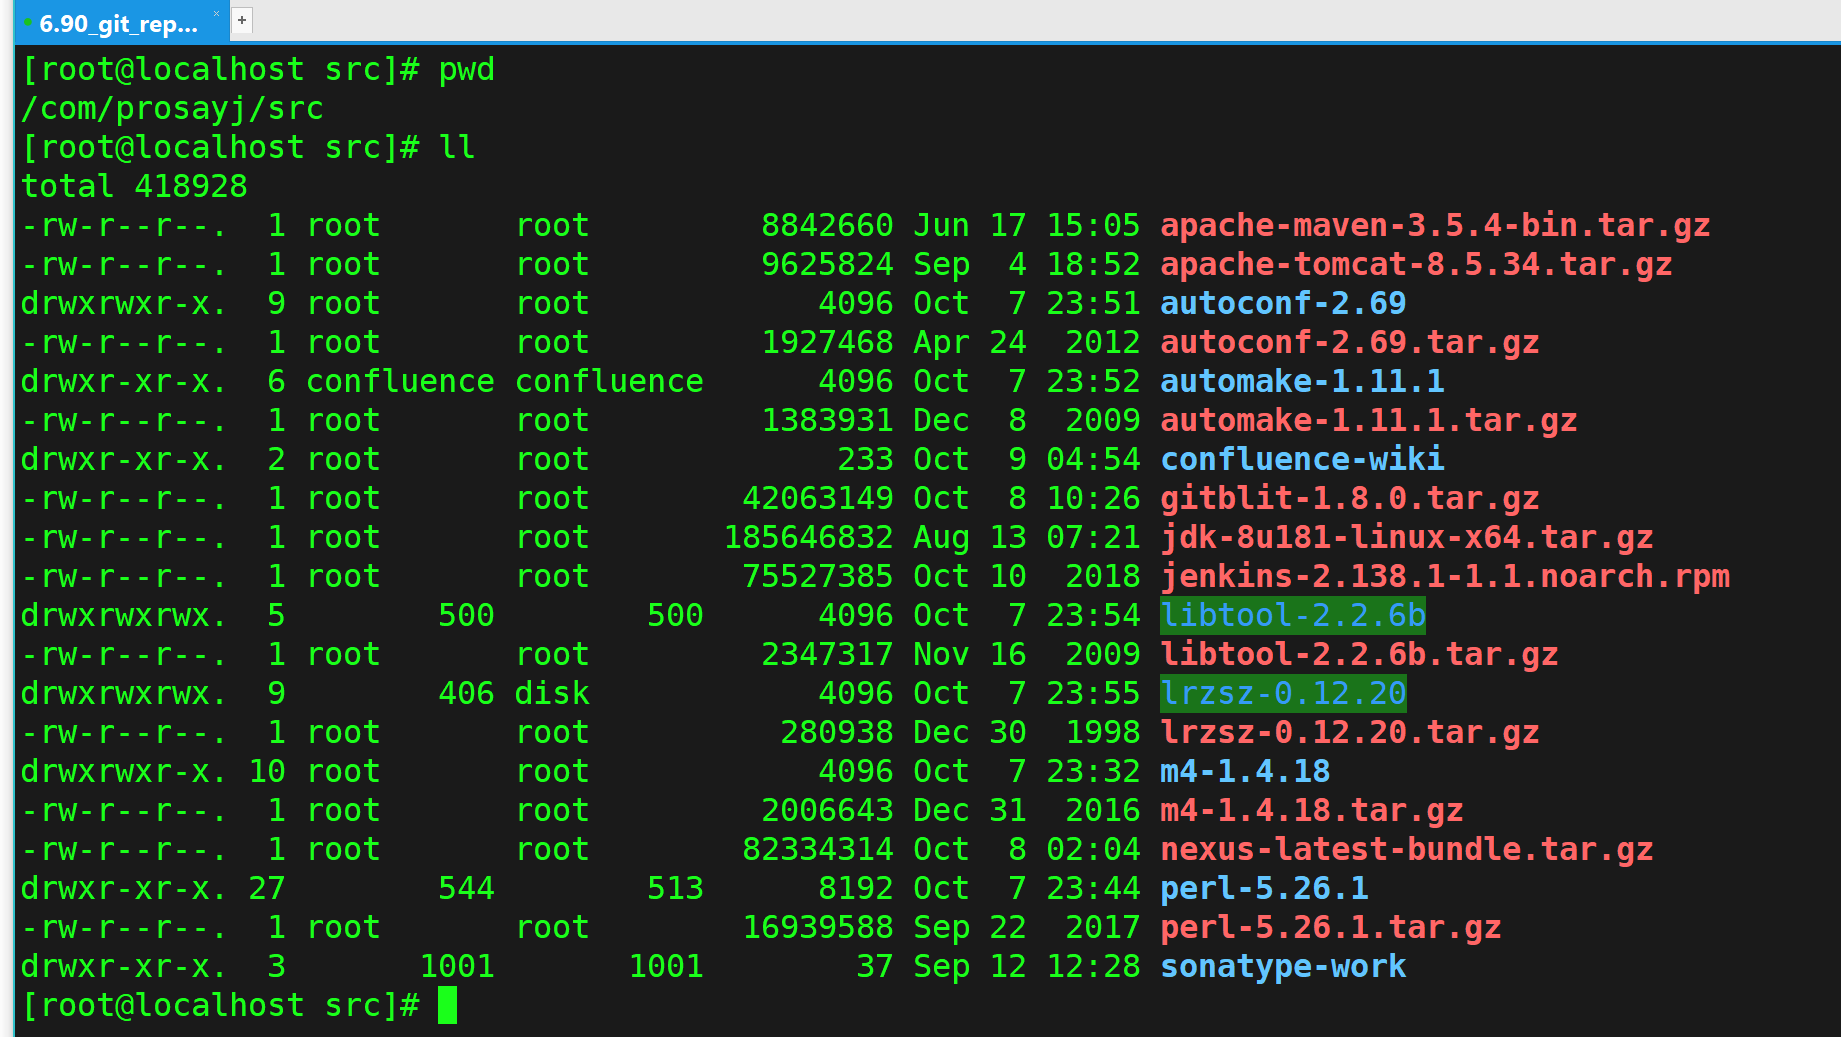 6.90_git_rep... × +
[root@localhost src]# pwd
/com/prosayj/src
[root@localhost src]# ll
total 418928
-rw-r--r--.  1 root       root         8842660 Jun 17 15:05 apache-maven-3.5.4-bin.tar.gz
-rw-r--r--.  1 root       root         9625824 Sep  4 18:52 apache-tomcat-8.5.34.tar.gz
drwxrwxr-x.  9 root       root            4096 Oct  7 23:51 autoconf-2.69
-rw-r--r--.  1 root       root         1927468 Apr 24  2012 autoconf-2.69.tar.gz
drwxr-xr-x.  6 confluence confluence      4096 Oct  7 23:52 automake-1.11.1
-rw-r--r--.  1 root       root         1383931 Dec  8  2009 automake-1.11.1.tar.gz
drwxr-xr-x.  2 root       root             233 Oct  9 04:54 confluence-wiki
-rw-r--r--.  1 root       root        42063149 Oct  8 10:26 gitblit-1.8.0.tar.gz
-rw-r--r--.  1 root       root       185646832 Aug 13 07:21 jdk-8u181-linux-x64.tar.gz
-rw-r--r--.  1 root       root        75527385 Oct 10  2018 jenkins-2.138.1-1.1.noarch.rpm
drwxrwxrwx.  5        500        500      4096 Oct  7 23:54 libtool-2.2.6b
-rw-r--r--.  1 root       root         2347317 Nov 16  2009 libtool-2.2.6b.tar.gz
drwxrwxrwx.  9        406 disk            4096 Oct  7 23:55 lrzsz-0.12.20
-rw-r--r--.  1 root       root          280938 Dec 30  1998 lrzsz-0.12.20.tar.gz
drwxrwxr-x. 10 root       root            4096 Oct  7 23:32 m4-1.4.18
-rw-r--r--.  1 root       root         2006643 Dec 31  2016 m4-1.4.18.tar.gz
-rw-r--r--.  1 root       root        82334314 Oct  8 02:04 nexus-latest-bundle.tar.gz
drwxr-xr-x. 27        544        513      8192 Oct  7 23:44 perl-5.26.1
-rw-r--r--.  1 root       root        16939588 Sep 22  2017 perl-5.26.1.tar.gz
drwxr-xr-x.  3       1001       1001        37 Sep 12 12:28 sonatype-work
[root@localhost src]#